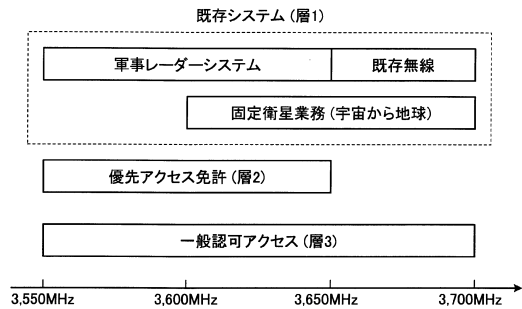 既存システム（層1）
軍事レーダーシステム
既存無線
固定衛星業務（宇宙から地球）
優先アクセス免許（層2）
一般認可アクセス（層3）
3,550MHz
3,600MHz
3,650MHz
3,700MHz